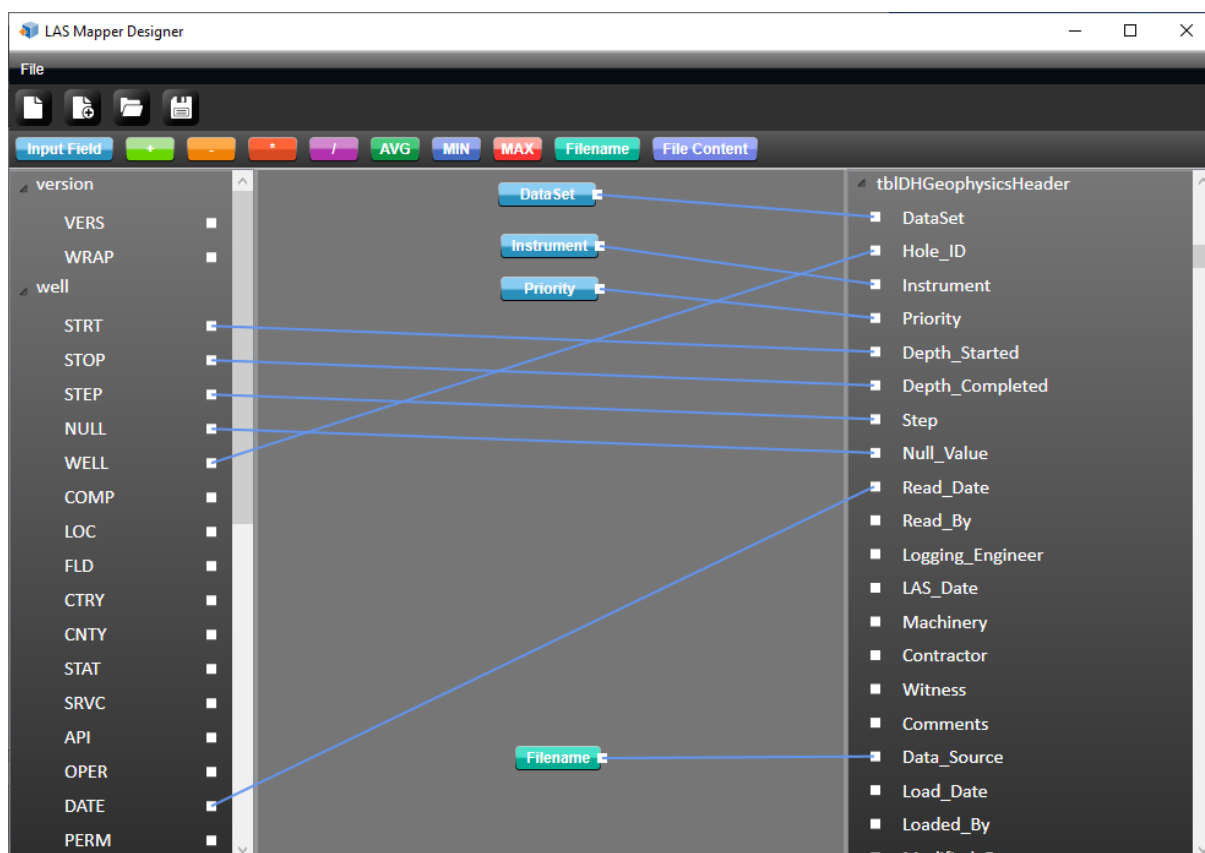 LAS Mapper Designer
File
Input Field + - * / AVG MIN MAX Filename File Content
version
VERS
WRAP
well
STRT
STOP
STEP
NULL
WELL
COMP
LOC
FLD
CTRY
CNTY
STAT
SRVC
API
OPER
DATE
PERM
DataSet
Instrument
Priority
Filename
tblDHGeophysicsHeader
DataSet
Hole_ID
Instrument
Priority
Depth_Started
Depth_Completed
Step
Null_Value
Read_Date
Read_By
Logging_Engineer
LAS_Date
Machinery
Contractor
Witness
Comments
Data_Source
Load_Date
Loaded_By